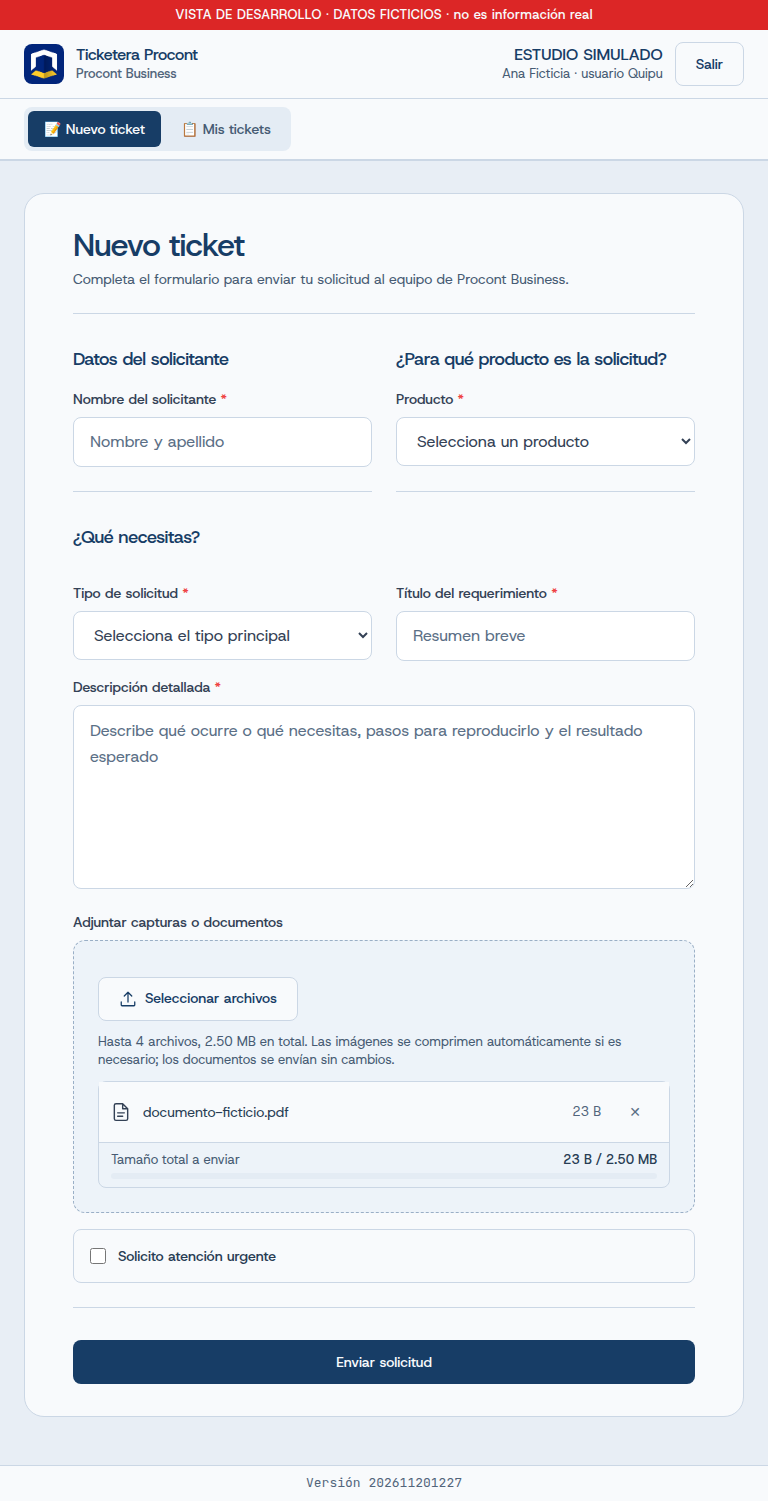 VISTA DE DESARROLLO · DATOS FICTICIOS · no es información real
Ticketera Procont
Procont Business
ESTUDIO SIMULADO
Ana Ficticia · usuario Quipu
Salir
📝 Nuevo ticket
📋 Mis tickets
Nuevo ticket
Completa el formulario para enviar tu solicitud al equipo de Procont Business.
Datos del solicitante
Nombre del solicitante *
Nombre y apellido
¿Para qué producto es la solicitud?
Producto *
Selecciona un producto
¿Qué necesitas?
Tipo de solicitud *
Selecciona el tipo principal
Título del requerimiento *
Resumen breve
Descripción detallada *
Describe qué ocurre o qué necesitas, pasos para reproducirlo y el resultado
esperado
Adjuntar capturas o documentos
Seleccionar archivos
Hasta 4 archivos, 2.50 MB en total. Las imágenes se comprimen automáticamente si es
necesario; los documentos se envían sin cambios.
documento-ficticio.pdf 23 B ✕
Tamaño total a enviar 23 B / 2.50 MB
Solicito atención urgente
Enviar solicitud
Versión 202611201227